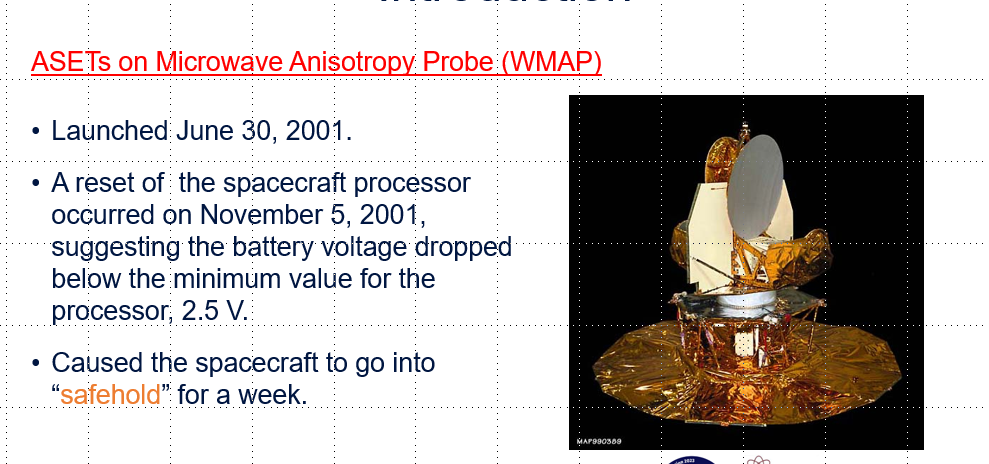 Introduction
ASETs on Microwave Anisotropy Probe (WMAP)
• Launched June 30, 2001.
• A reset of  the spacecraft processor
occurred on November 5, 2001,
suggesting the battery voltage dropped
below the minimum value for the
processor, 2.5 V.
• Caused the spacecraft to go into
“safehold” for a week.
MAP990389